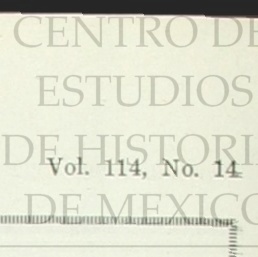 CENTRO DE
ESTUDIOS
DE HISTORI
Vol. 114, No. 14
DE MEXICO